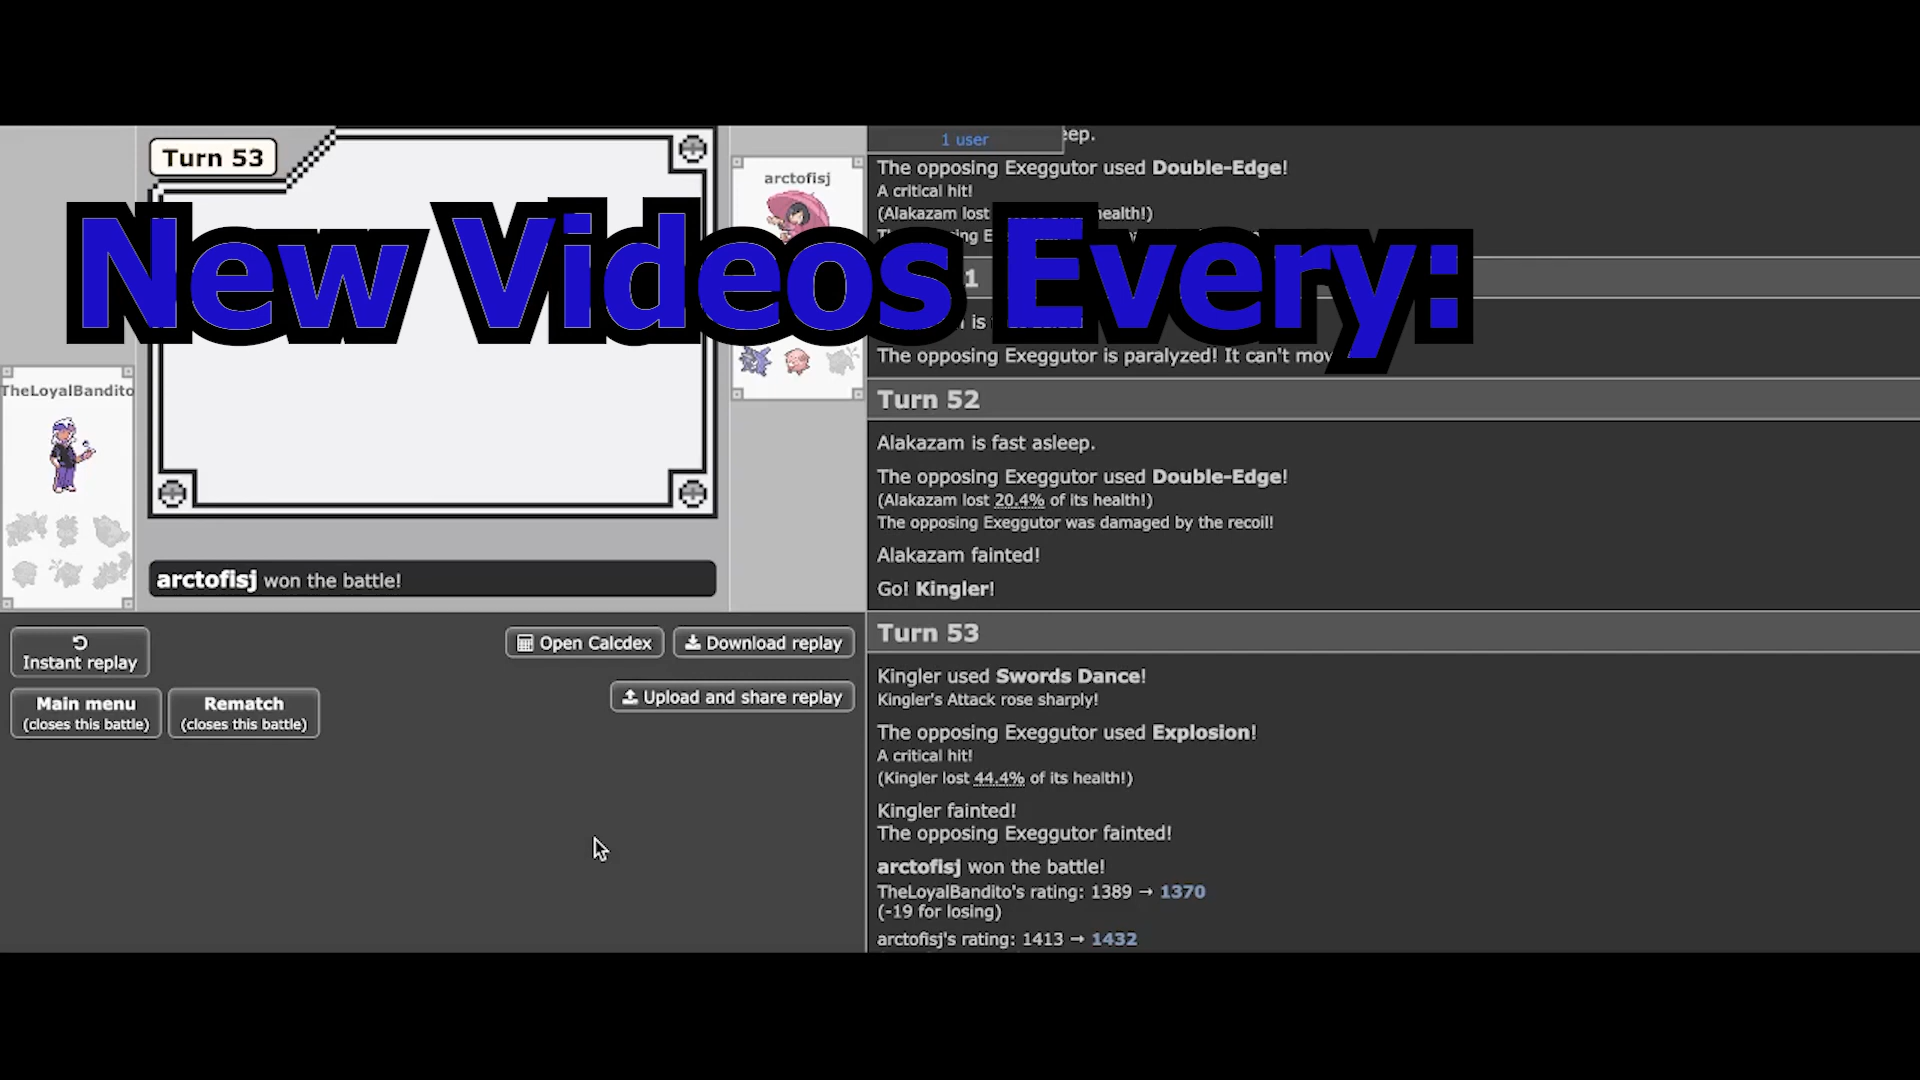 New Videos Every:
Turn 53
arctofisj
TheLoyalBandito
arctofisj won the battle!
Instant replay
Open Calcdex
Download replay
Upload and share replay
Main menu
(closes this battle)
Rematch
(closes this battle)
1 user
The opposing Exeggutor used Double-Edge!
A critical hit!
(Alakazam lost health!)
1
is
The opposing Exeggutor is paralyzed! It can't
Turn 52
Alakazam is fast asleep.
The opposing Exeggutor used Double-Edge!
(Alakazam lost 20.4% of its health!)
The opposing Exeggutor was damaged by the recoil!
Alakazam fainted!
Go! Kingler!
Turn 53
Kingler used Swords Dance!
Kingler's Attack rose sharply!
The opposing Exeggutor used Explosion!
A critical hit!
(Kingler lost 44.4% of its health!)
Kingler fainted!
The opposing Exeggutor fainted!
arctofisj won the battle!
TheLoyalBandito's rating: 1389 → 1370
(-19 for losing)
arctofisj's rating: 1413 → 1432